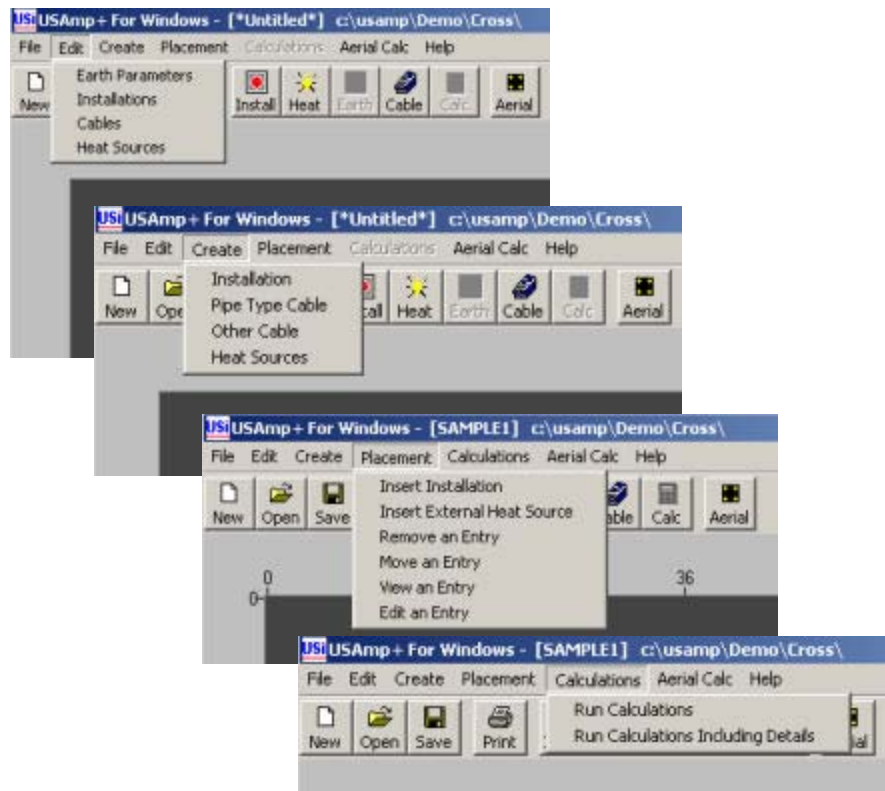 USi USAmp+ For Windows - [*Untitled*] c:\usamp\Demo\Cross\
File Edit Create Placement Calculations Aerial Calc Help
New Install Heat Earth Cable Calc Aerial
Earth Parameters
Installations
Cables
Heat Sources
USi USAmp+ For Windows - [*Untitled*] c:\usamp\Demo\Cross\
File Edit Create Placement Calculations Aerial Calc Help
New Heat Earth Cable Calc Aerial
Installation
Pipe Type Cable
Other Cable
Heat Sources
USi USAmp+ For Windows - [SAMPLE1] c:\usamp\Demo\Cross\
File Edit Create Placement Calculations Aerial Calc Help
New Open Save Calc Aerial
Insert Installation
Insert External Heat Source
Remove an Entry
Move an Entry
View an Entry
Edit an Entry
0 36
0
USi USAmp+ For Windows - [SAMPLE1] c:\usamp\Demo\Cross\
File Edit Create Placement Calculations Aerial Calc Help
New Open Save Print
Run Calculations
Run Calculations Including Details